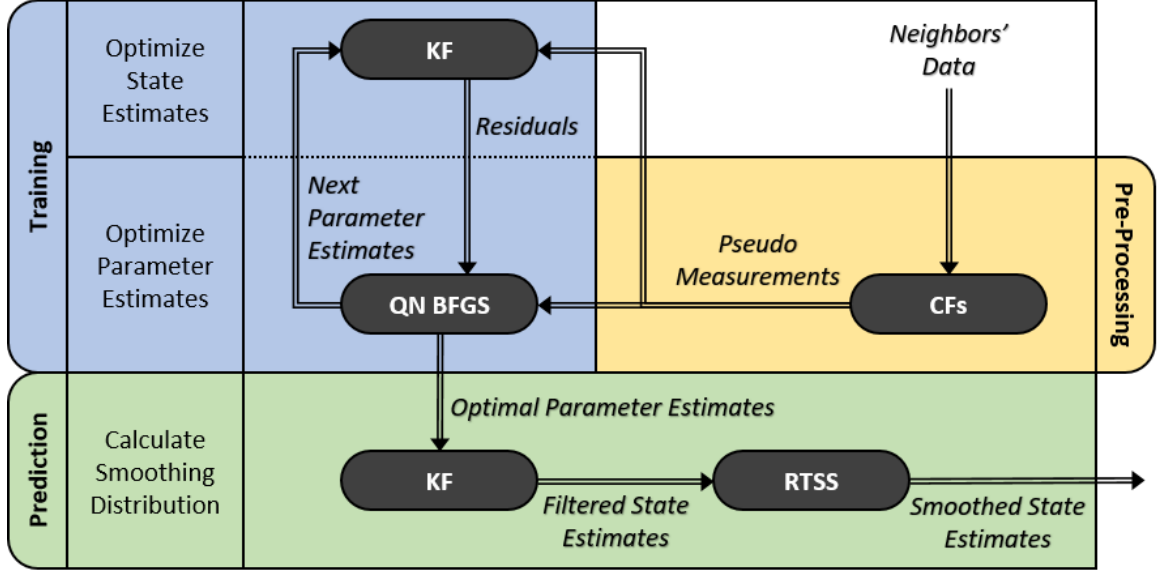 Training
Optimize
State
Estimates
KF
Residuals
Neighbors'
Data
Optimize
Parameter
Estimates
Next
Parameter
Estimates
QN BFGS
Pseudo
Measurements
CFs
Pre-Processing
Prediction
Calculate
Smoothing
Distribution
Optimal Parameter Estimates
KF
Filtered State
Estimates
RTSS
Smoothed State
Estimates